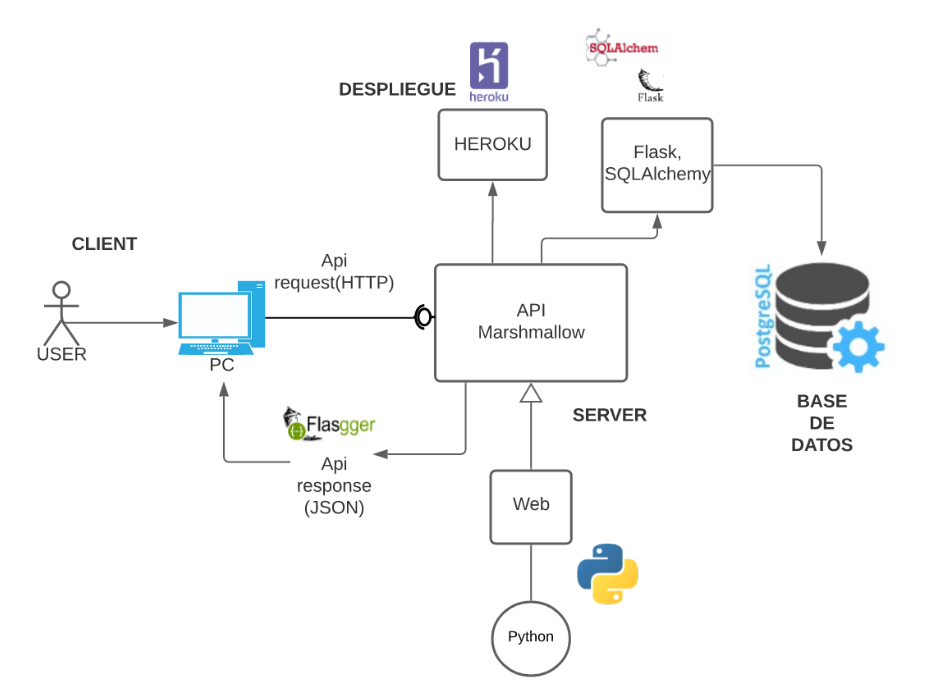 SQLAlchem
heroku
Flask
DESPLIEGUE
HEROKU
Flask,
SQLAlchemy
CLIENT
Api
request(HTTP)
API
Marshmallow
PostgreSQL
USER
PC
SERVER
BASE
DE
DATOS
Flasgger
Api
response
(JSON)
Web
Python